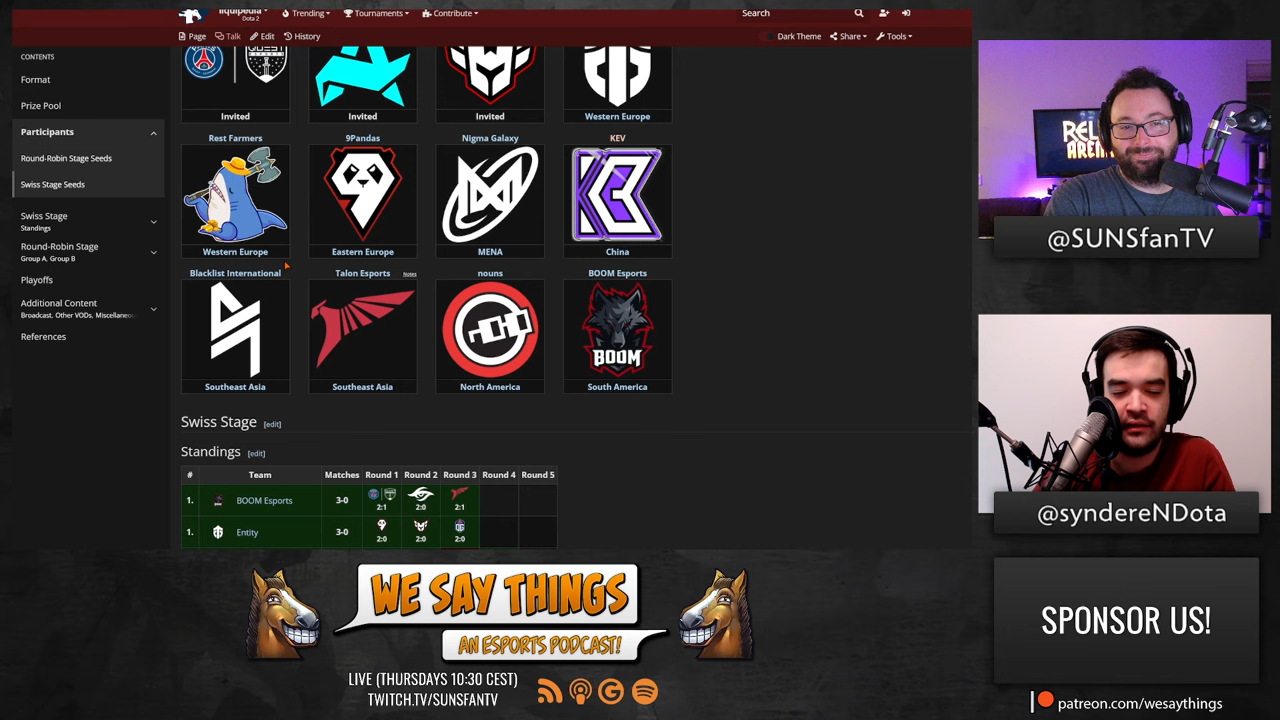 liquipedia
Dota 2
Trending
Tournaments
Contribute
Search
Page
Talk
Edit
History
Dark Theme
Share
Tools
CONTENTS
Format
Prize Pool
Participants
Round-Robin Stage Seeds
Swiss Stage Seeds
Swiss Stage
Standings
Round-Robin Stage
Group A, Group B
Playoffs
Additional Content
Broadcast, Other VODs, Miscellaneou
References
QUEST
ESPORTS
Invited
Invited
Invited
Western Europe
Rest Farmers
9Pandas
Nigma Galaxy
KEV
Western Europe
Eastern Europe
MENA
China
Blacklist International
Talon Esports
Notes
nouns
BOOM Esports
BOOM
Southeast Asia
Southeast Asia
North America
South America
Swiss Stage [edit]
Standings [edit]
# Team Matches Round 1 Round 2 Round 3 Round 4 Round 5
1. BOOM Esports 3-0 2:1 2:0 2:1
1. Entity 3-0 2:0 2:0 2:0
RE
AREN
@SUNSfanTV
@syndereNDota
SPONSOR US!
patreon.com/wesaythings
WE SAY THINGS
AN ESPORTS PODCAST!
LIVE (THURSDAYS 10:30 CEST)
TWITCH.TV/SUNSFANTV